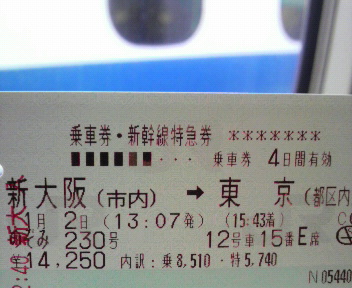 乗車券・新幹線特急券 *******
■■■■■・・・ 乗車券 4日間有効
新大阪(市内) → 東京(都区内
月 2日(13:07発) (15:43着)
230号 12号車15番E席
14,250 内訳:乗8,510・特5,740
N05440